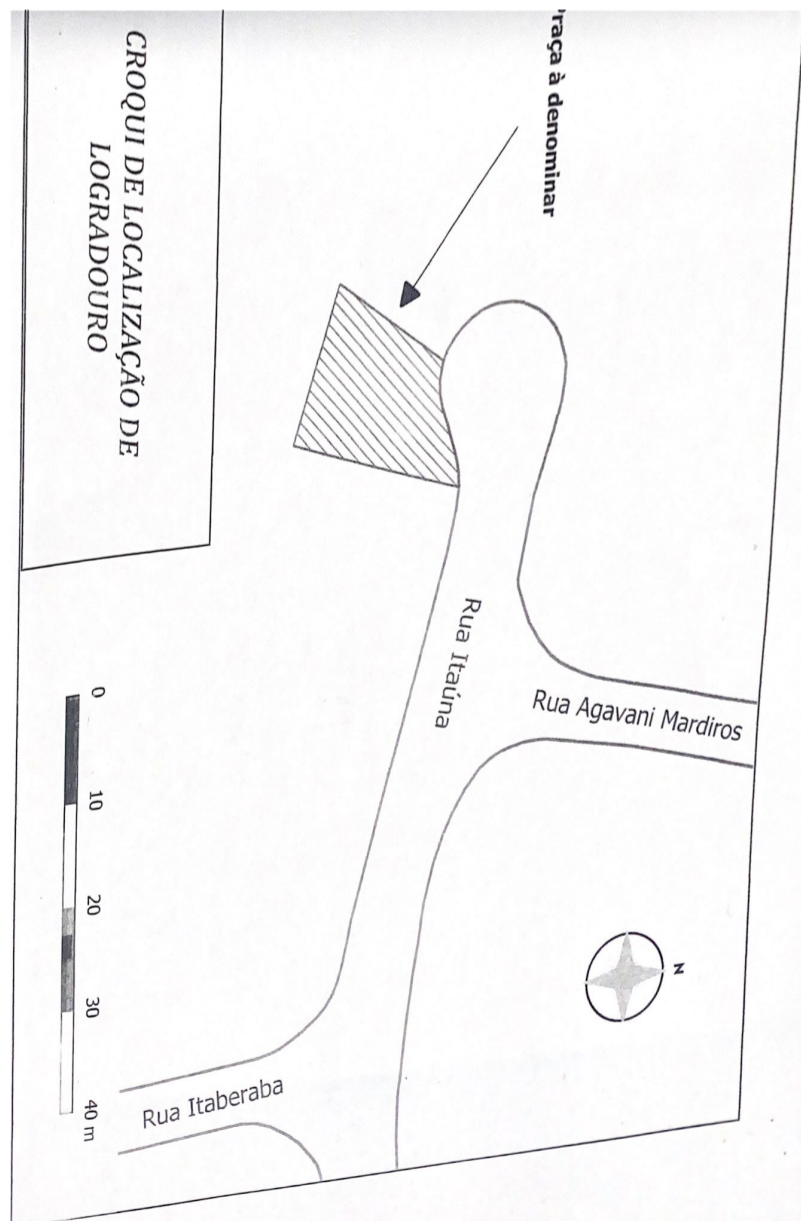 raça à denominar
CROQUI DE LOCALIZAÇÃO DE
LOGRADOURO
Rua Itaúna
Rua Agavani Mardiros
N
Rua Itaberaba
0 10 20 30 40 m